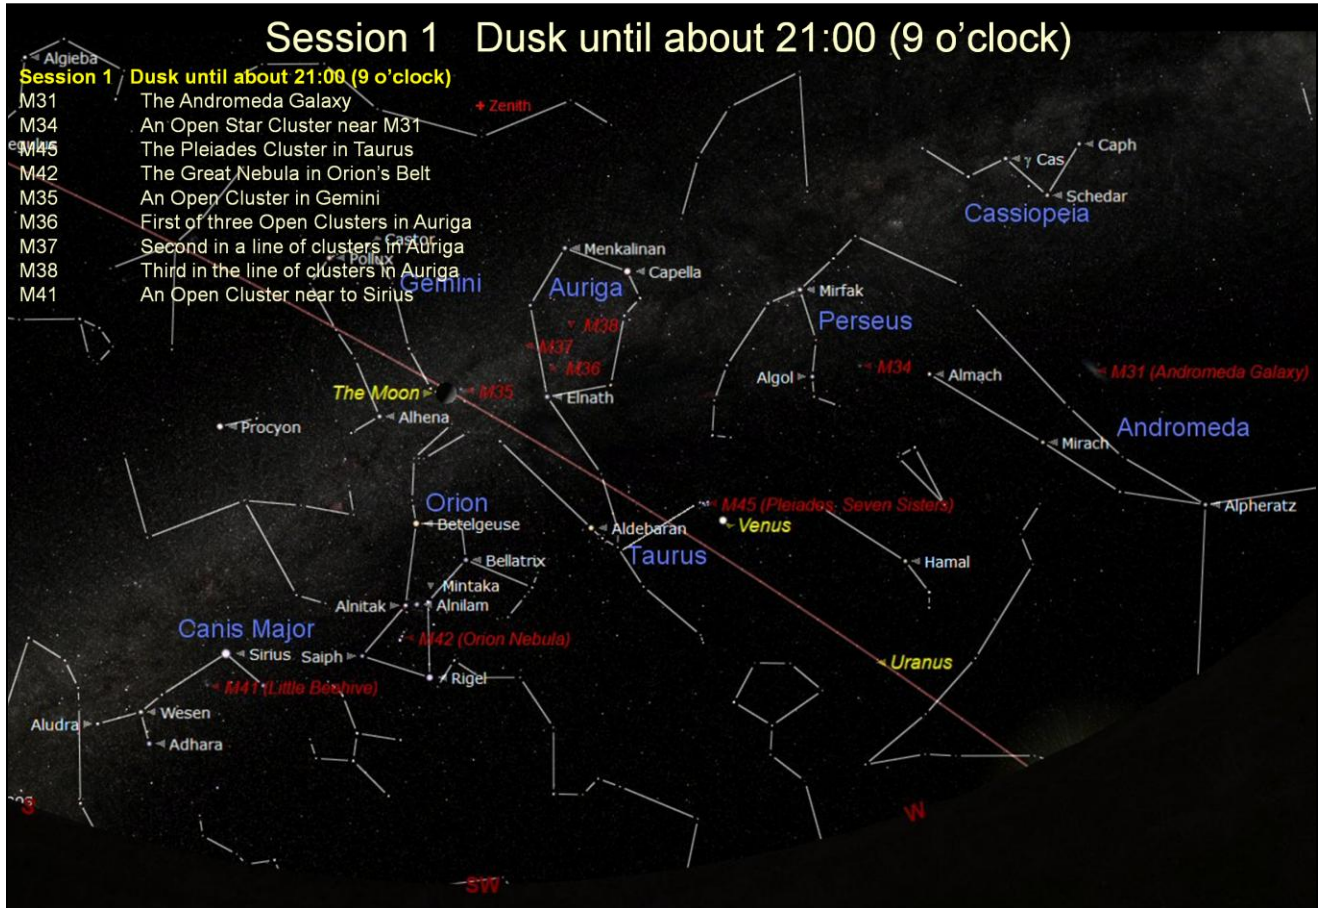 Session 1 Dusk until about 21:00 (9 o'clock)
Session 1 Dusk until about 21:00 (9 o'clock)
M31 The Andromeda Galaxy
M34 An Open Star Cluster near M31
M45 The Pleiades Cluster in Taurus
M42 The Great Nebula in Orion's Belt
M35 An Open Cluster in Gemini
M36 First of three Open Clusters in Auriga
M37 Second in a line of clusters in Auriga
M38 Third in the line of clusters in Auriga
M41 An Open Cluster near to Sirius
Algieba
Zenith
Caph
γ Cas
Schedar
Cassiopeia
Castor
Pollux
Gemini
Menkalinan
Capella
Auriga
Mirfak
Perseus
M38
M37
M36
M34
Algol
Almach
M31 (Andromeda Galaxy)
The Moon
M35
Elnath
Alhena
Procyon
Mirach
Andromeda
Orion
M45 (Pleiades- Seven Sisters)
Alpheratz
Betelgeuse
Aldebaran
Venus
Taurus
Bellatrix
Hamal
Mintaka
Alnitak
Alnilam
Canis Major
M42 (Orion Nebula)
Sirius
Saiph
Uranus
Rigel
M41 (Little Beehive)
Wesen
Aludra
Adhara
S
W
SW